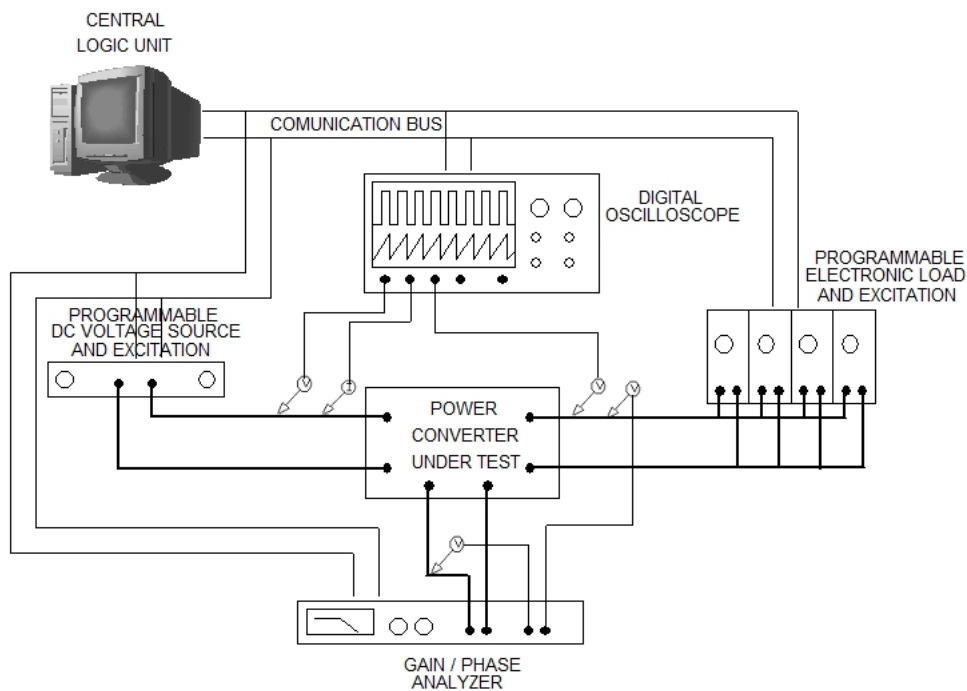 CENTRAL
LOGIC UNIT
COMUNICATION BUS
DIGITAL
OSCILLOSCOPE
PROGRAMMABLE
ELECTRONIC LOAD
AND EXCITATION
PROGRAMMABLE
DC VOLTAGE SOURCE
AND EXCITATION
V
I
V
V
POWER
CONVERTER
UNDER TEST
V
GAIN / PHASE
ANALYZER